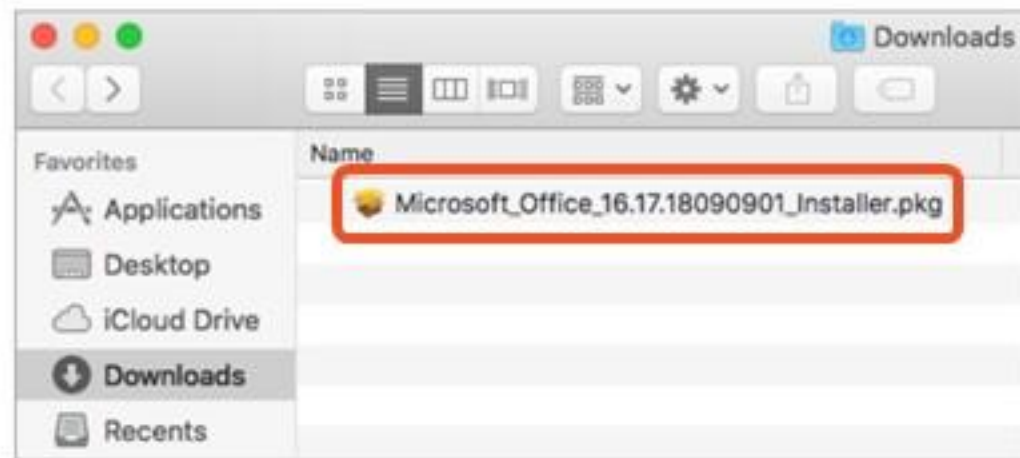 Downloads
Favorites
Name
Applications
Microsoft_Office_16.17.18090901_Installer.pkg
Desktop
iCloud Drive
Downloads
Recents